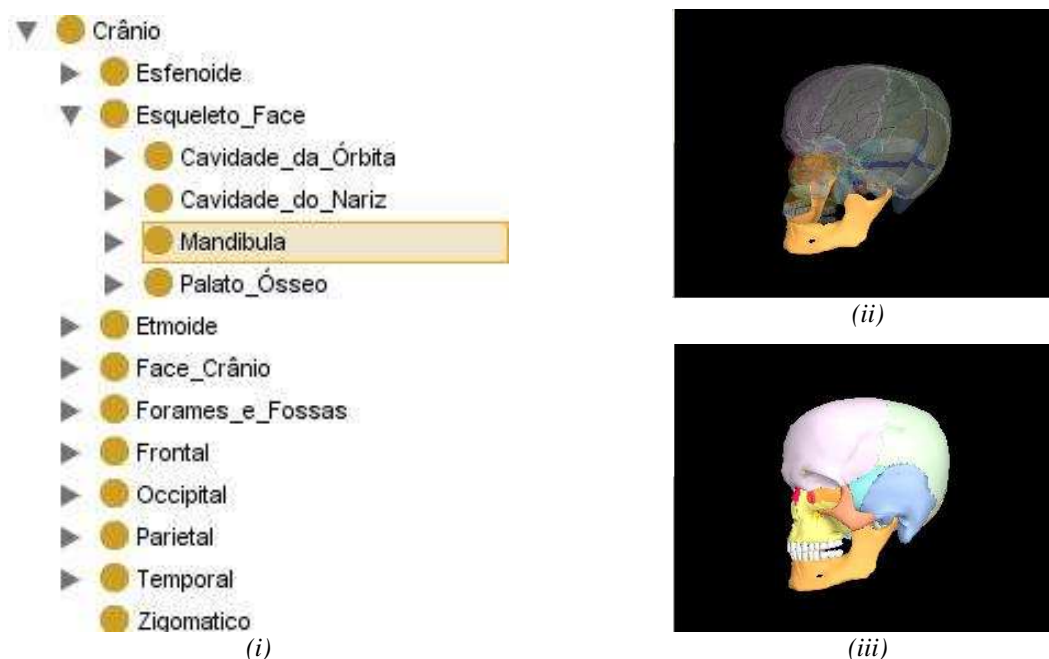 Crânio
Esfenoide
Esqueleto_Face
Cavidade_da_Órbita
Cavidade_do_Nariz
Mandibula
Palato_Ósseo
Etmoide
Face_Crânio
Forames_e_Fossas
Frontal
Occipital
Parietal
Temporal
Zigomatico
(i)
(ii)
(iii)